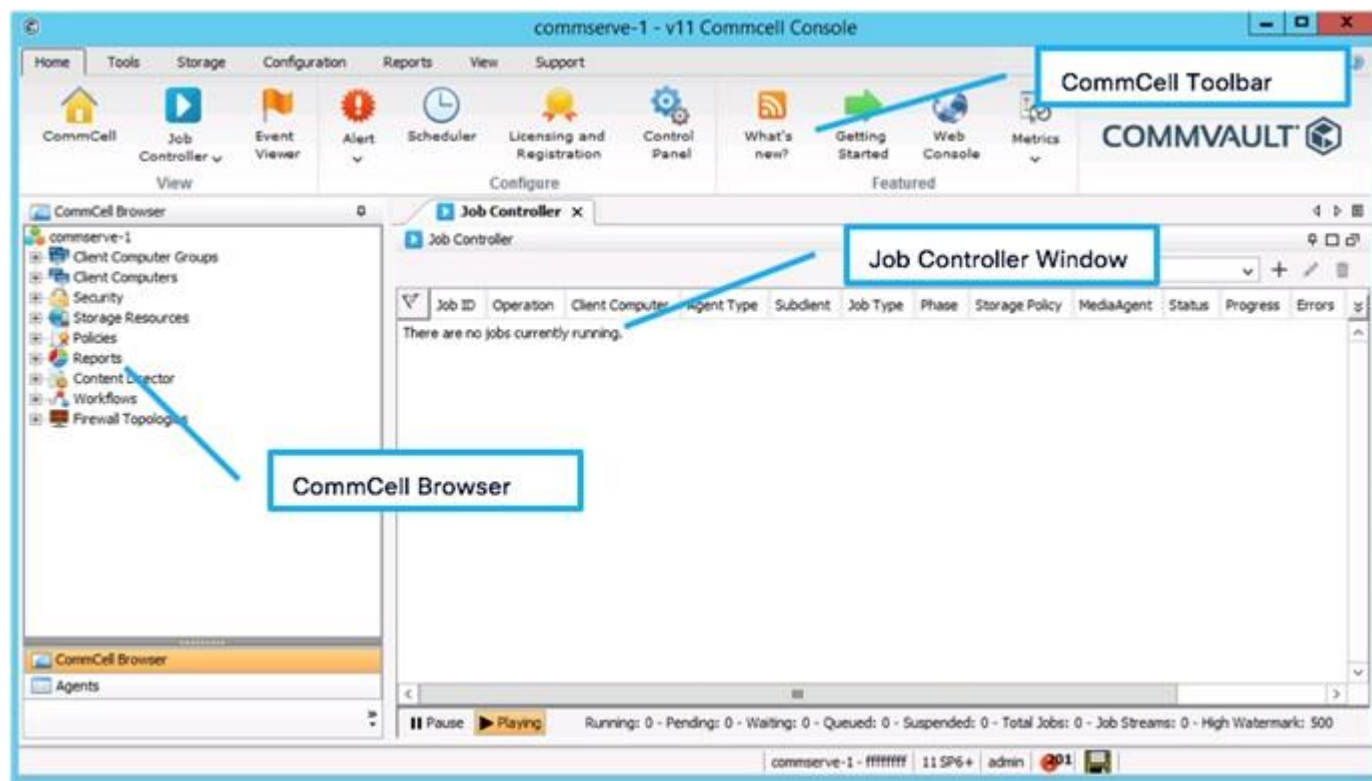 commserve-1 - v11 Commcell Console
Home Tools Storage Configuration Reports View Support
CommCell Toolbar
CommCell
Job Controller
Event Viewer
Alert
Scheduler
Licensing and Registration
Control Panel
What's new?
Getting Started
Web Console
Metrics
COMMVAULT
View
Configure
Featured
CommCell Browser
commserve-1
Client Computer Groups
Client Computers
Security
Storage Resources
Policies
Reports
Content Director
Workflows
Firewall Topologies
CommCell Browser
CommCell Browser
Agents
Job Controller
Job Controller
Job Controller Window
Job ID Operation Client Computer Agent Type Subclient Job Type Phase Storage Policy MediaAgent Status Progress Errors
There are no jobs currently running.
Pause Playing Running: 0 - Pending: 0 - Waiting: 0 - Queued: 0 - Suspended: 0 - Total Jobs: 0 - Job Streams: 0 - High Watermark: 500
commserve-1 - ffffffff 11 SP6+ admin 201